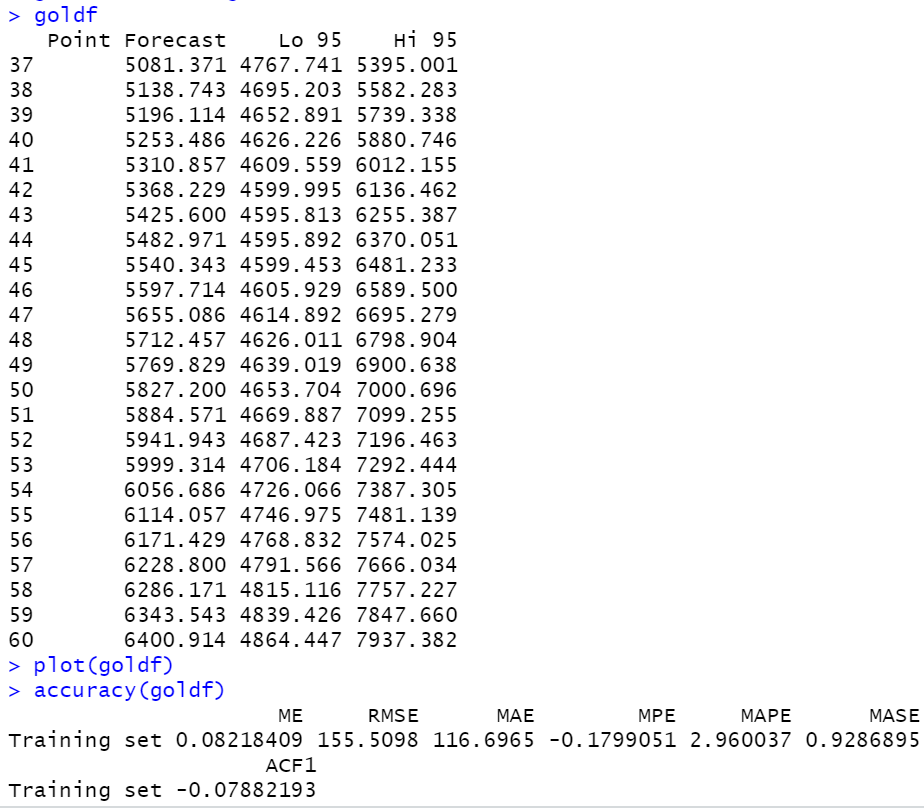 > goldf
   Point Forecast    Lo 95    Hi 95
37       5081.371 4767.741 5395.001
38       5138.743 4695.203 5582.283
39       5196.114 4652.891 5739.338
40       5253.486 4626.226 5880.746
41       5310.857 4609.559 6012.155
42       5368.229 4599.995 6136.462
43       5425.600 4595.813 6255.387
44       5482.971 4595.892 6370.051
45       5540.343 4599.453 6481.233
46       5597.714 4605.929 6589.500
47       5655.086 4614.892 6695.279
48       5712.457 4626.011 6798.904
49       5769.829 4639.019 6900.638
50       5827.200 4653.704 7000.696
51       5884.571 4669.887 7099.255
52       5941.943 4687.423 7196.463
53       5999.314 4706.184 7292.444
54       6056.686 4726.066 7387.305
55       6114.057 4746.975 7481.139
56       6171.429 4768.832 7574.025
57       6228.800 4791.566 7666.034
58       6286.171 4815.116 7757.227
59       6343.543 4839.426 7847.660
60       6400.914 4864.447 7937.382
> plot(goldf)
> accuracy(goldf)
                     ME     RMSE      MAE        MPE     MAPE      MASE
Training set 0.08218409 155.5098 116.6965 -0.1799051 2.960037 0.9286895
                    ACF1
Training set -0.07882193